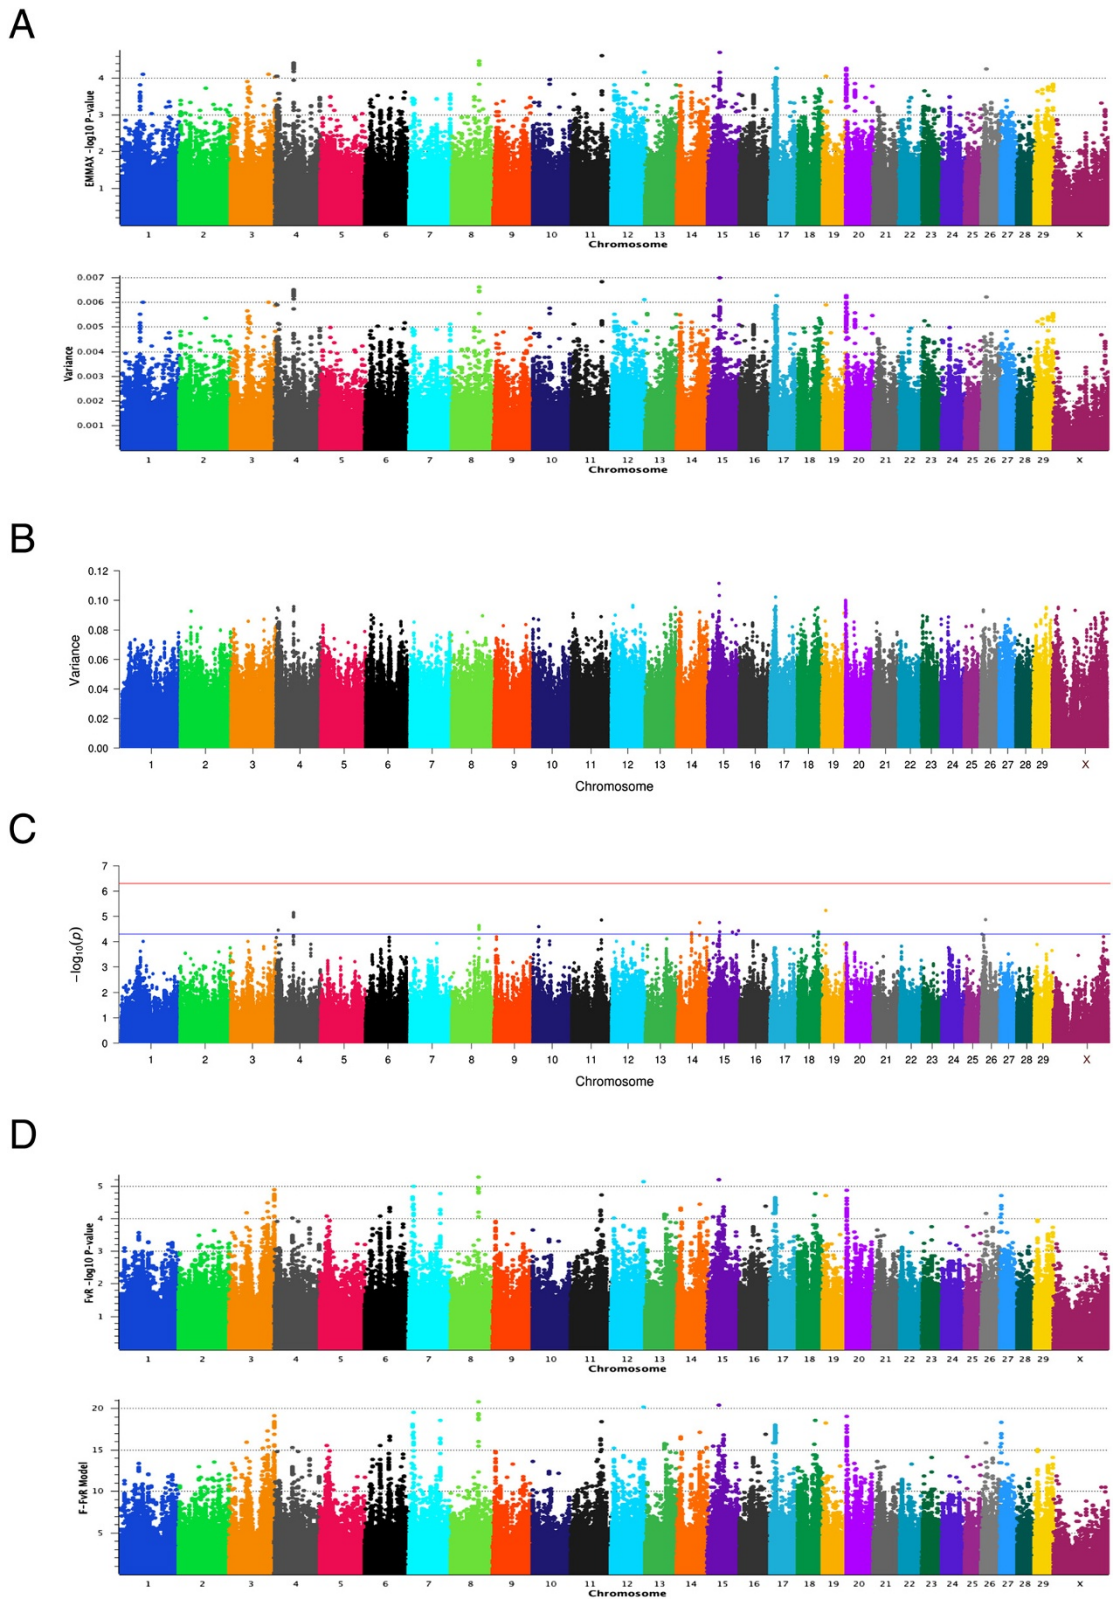 A
EMMAX -log10 P-value
4
3
2
1
1 2 3 4 5 6 7 8 9 10 11 12 13 14 15 16 17 18 19 20 21 22 23 24 25 26 27 28 29 X
Chromosome
Variance
0.007
0.006
0.005
0.004
0.003
0.002
0.001
1 2 3 4 5 6 7 8 9 10 11 12 13 14 15 16 17 18 19 20 21 22 23 24 25 26 27 28 29 X
Chromosome
B
Variance
0.12
0.10
0.08
0.06
0.04
0.02
0.00
1 2 3 4 5 6 7 8 9 10 11 12 13 14 15 16 17 18 19 20 21 22 23 24 25 26 27 28 29 X
Chromosome
C
−log10(p)
7
6
5
4
3
2
1
0
1 2 3 4 5 6 7 8 9 10 11 12 13 14 15 16 17 18 19 20 21 22 23 24 25 26 27 28 29 X
Chromosome
D
FvR -log10 P-value
5
4
3
2
1
1 2 3 4 5 6 7 8 9 10 11 12 13 14 15 16 17 18 19 20 21 22 23 24 25 26 27 28 29 X
Chromosome
F-FvR Model
20
15
10
5
1 2 3 4 5 6 7 8 9 10 11 12 13 14 15 16 17 18 19 20 21 22 23 24 25 26 27 28 29 X
Chromosome